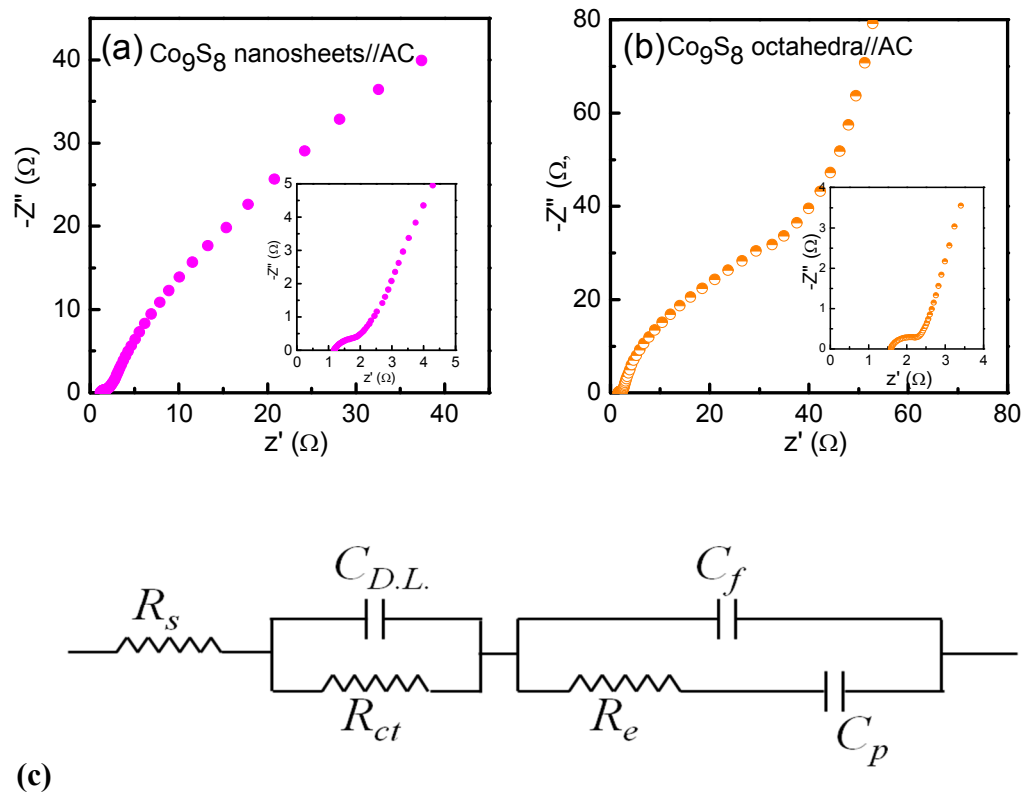 (a) Co9S8 nanosheets//AC
-Z'' (Ω)
40
30
20
10
0
0 10 20 30 40
z' (Ω)
-Z'' (Ω)
5
4
3
2
1
0
0 1 2 3 4 5
z' (Ω)
(b) Co9S8 octahedra//AC
-Z'' (Ω,
80
60
40
20
0
0 20 40 60 80
z' (Ω)
-Z'' (Ω)
4
3
2
1
0
0 1 2 3 4
z' (Ω)
Rs
CD.L.
Rct
Cf
Re
Cp
(c)